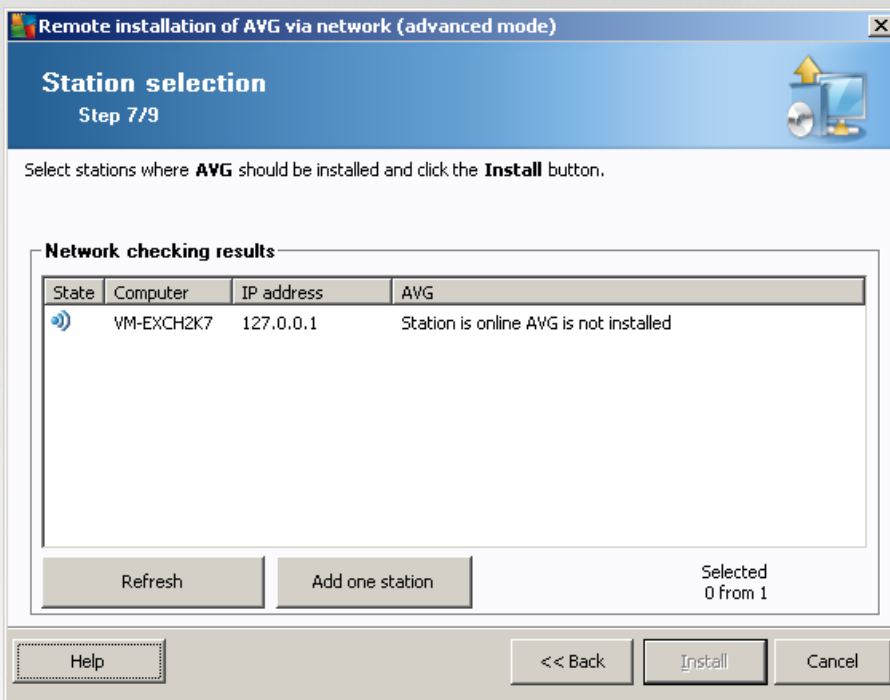 Remote installation of AVG via network (advanced mode)
Station selection
Step 7/9
Select stations where AVG should be installed and click the Install button.
Network checking results
State Computer IP address AVG
VM-EXCH2K7 127.0.0.1 Station is online AVG is not installed
Refresh Add one station Selected
0 from 1
Help << Back Install Cancel